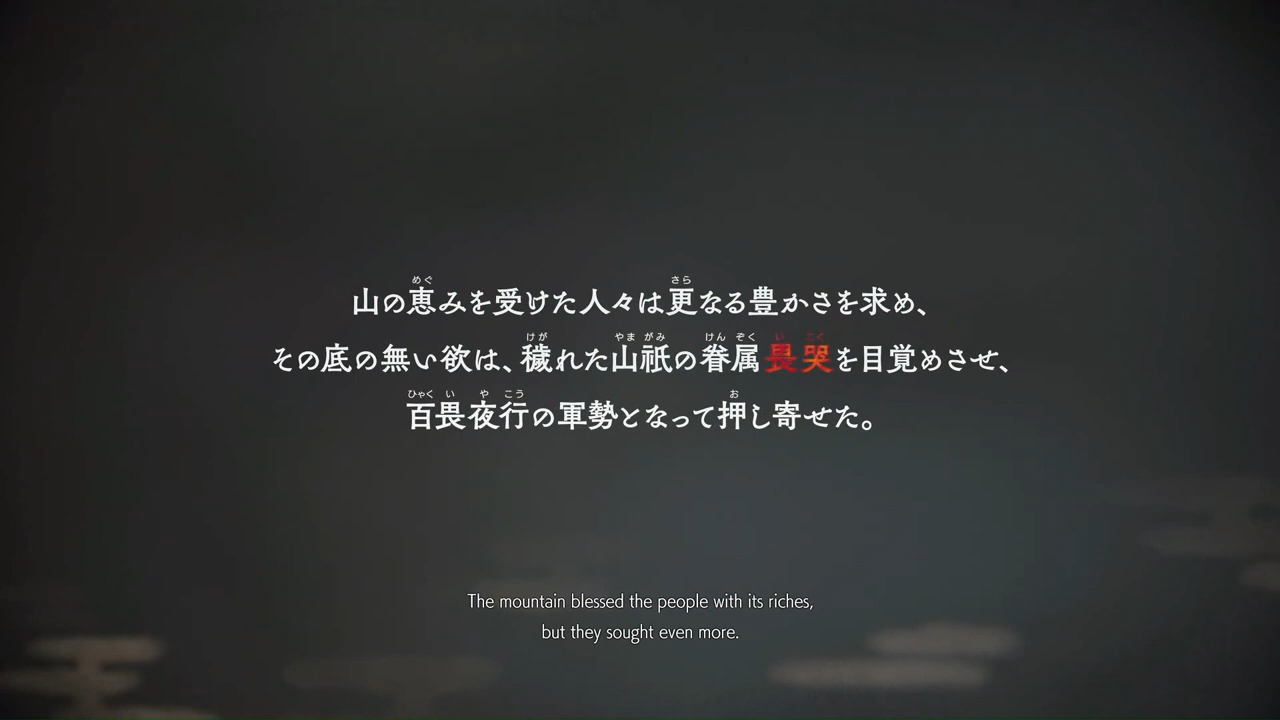 山の恵みを受けた人々は更なる豊かさを求め、
その底の無い欲は、穢れた山祇の眷属畏哭を目覚めさせ、
百畏夜行の軍勢となって押し寄せた。
The mountain blessed the people with its riches,
but they sought even more.